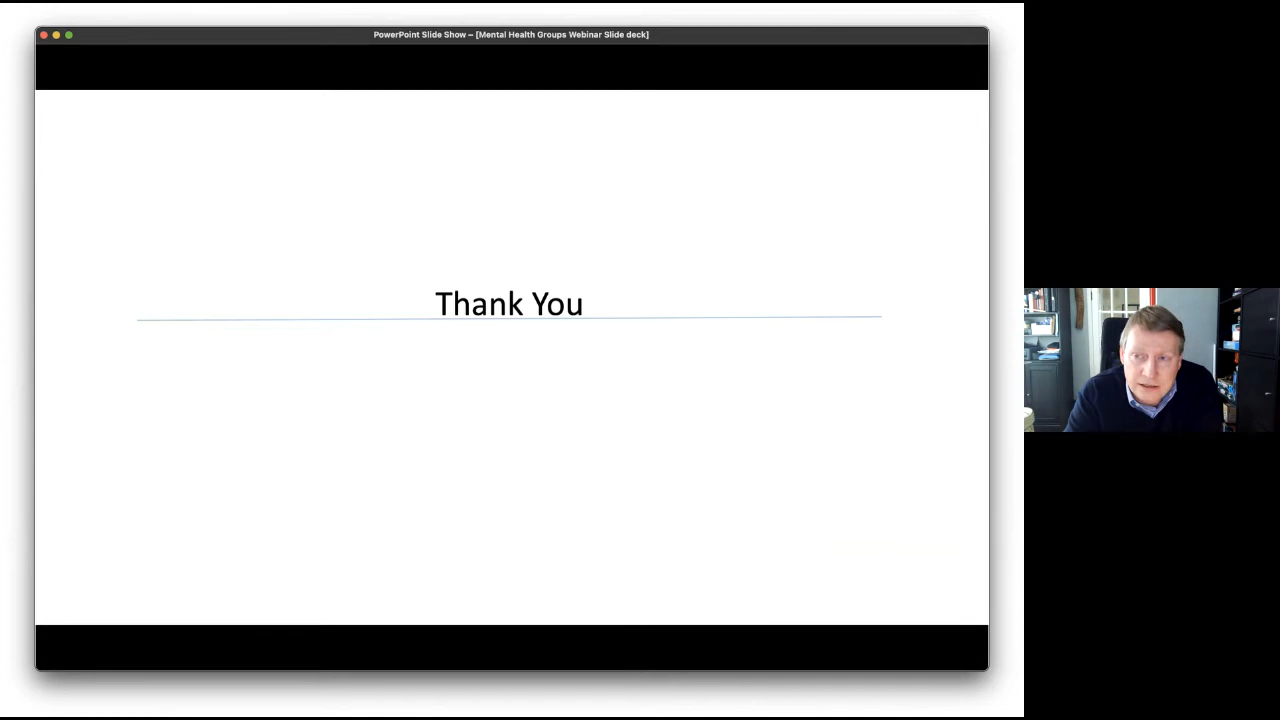 PowerPoint Slide Show – [Mental Health Groups Webinar Slide deck]
Thank You